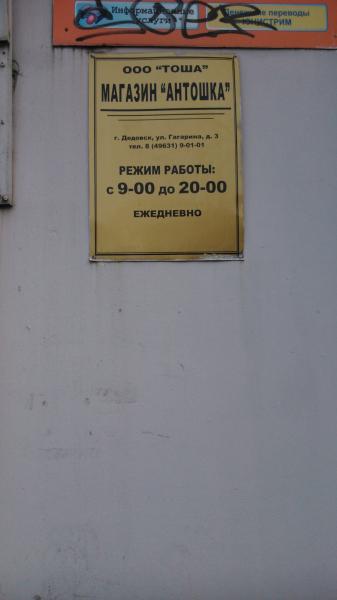 Информационные
услуги
Денежные переводы
ЮНИСТРИМ
ООО "ТОША"
МАГАЗИН "АНТОШКА"
г. Дедовск, ул. Гагарина, д. 3
тел. 8 (49631) 9-01-01
РЕЖИМ РАБОТЫ:
с 9-00 до 20-00
ЕЖЕДНЕВНО